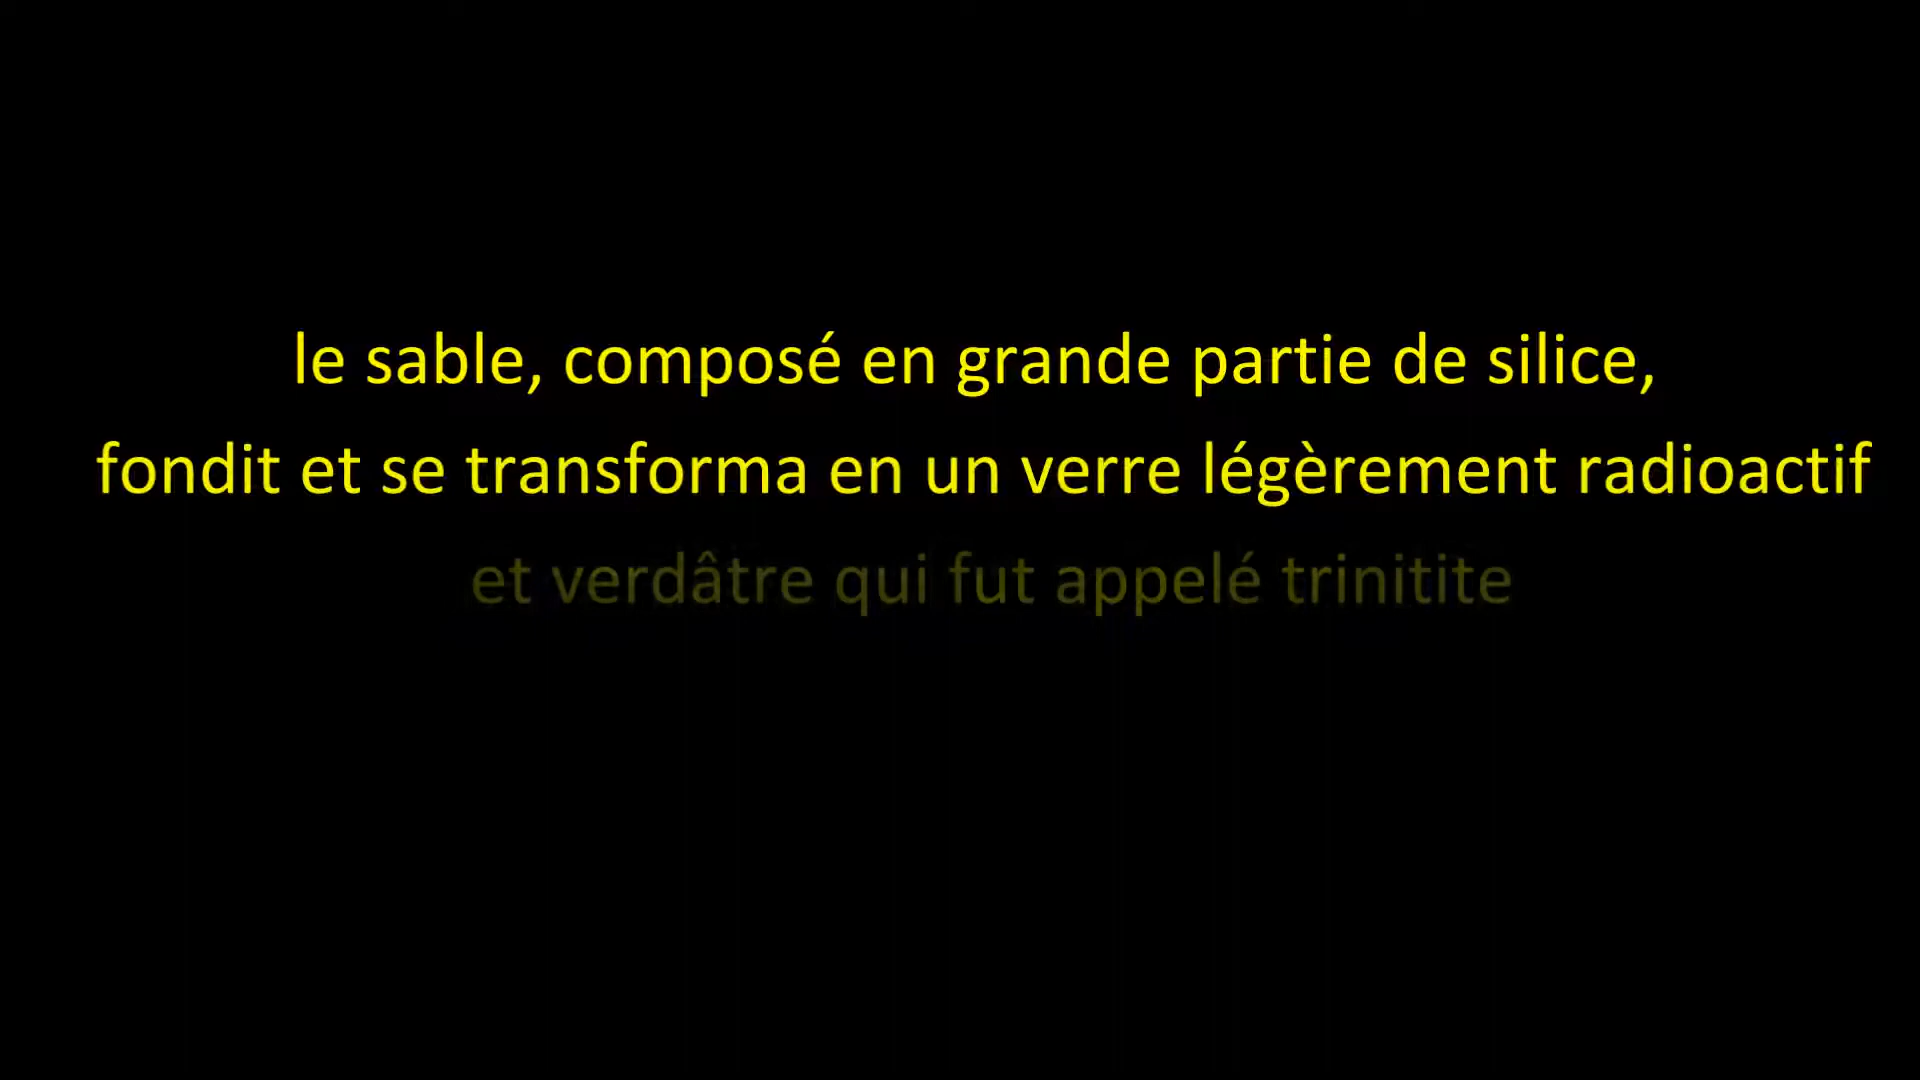 le sable, composé en grande partie de silice,
fondit et se transforma en un verre légèrement radioactif
et verdâtre qui fut appelé trinitite